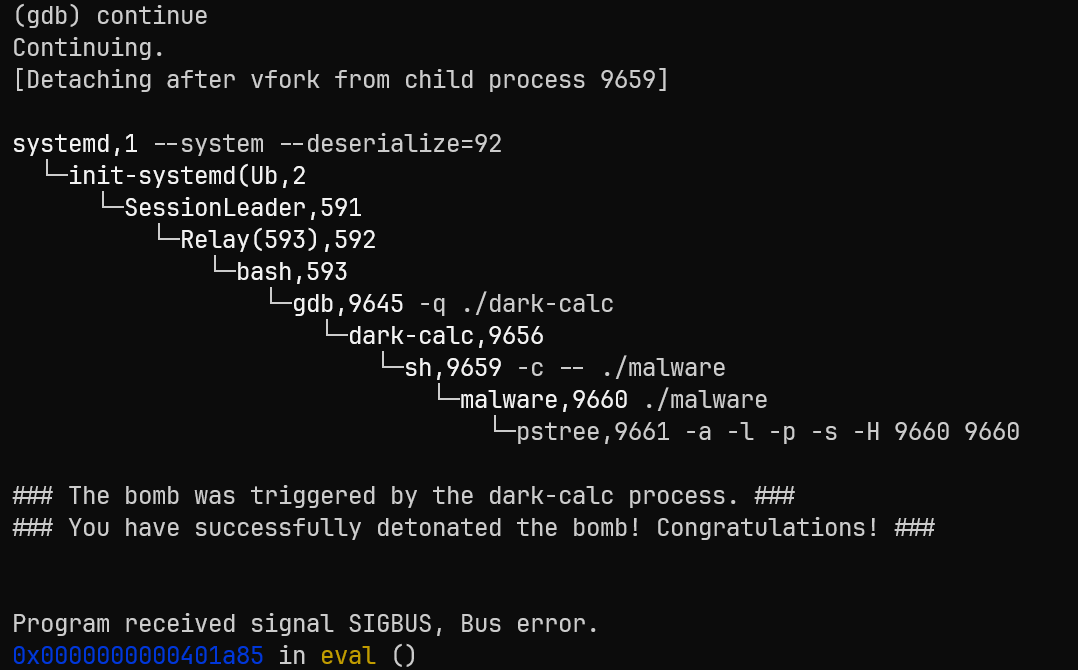 (gdb) continue
Continuing.
[Detaching after vfork from child process 9659]
systemd,1 --system --deserialize=92
└─init-systemd(Ub,2
└─SessionLeader,591
└─Relay(593),592
└─bash,593
└─gdb,9645 -q ./dark-calc
└─dark-calc,9656
└─sh,9659 -c -- ./malware
└─malware,9660 ./malware
└─pstree,9661 -a -l -p -s -H 9660 9660
### The bomb was triggered by the dark-calc process. ###
### You have successfully detonated the bomb! Congratulations! ###
Program received signal SIGBUS, Bus error.
0x0000000000401a85 in eval ()